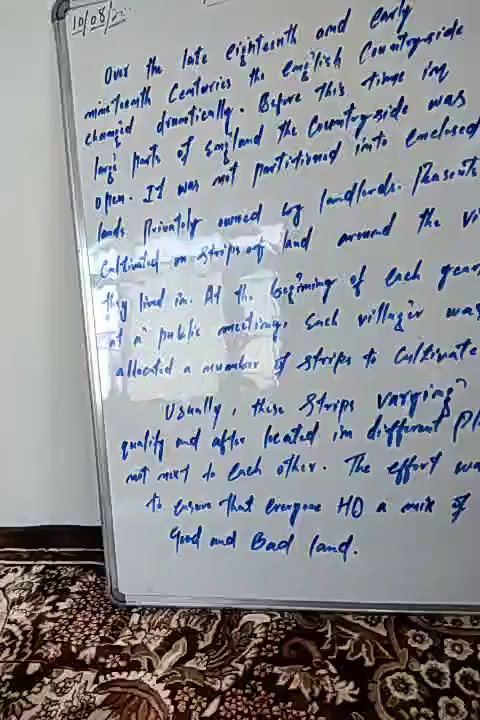 10/08/
Over the late eighteenth and early
nineteenth Centuries the english Countryside
changed dramatically. Before this time in
large parts of England the Countryside was
open. It was not partitioned into enclosed
lands privately owned by landlords. Peasents
Cultivated on strips of land around the vi
they lived in. At the beginning of each year,
at a public meeting, each villager was
allocated a number of strips to Cultivate
Usually, these strips varying
quality and after located in different Pl
not next to each other. The effort wa
to ensure that everyone HD a mix of
Good and Bad land.